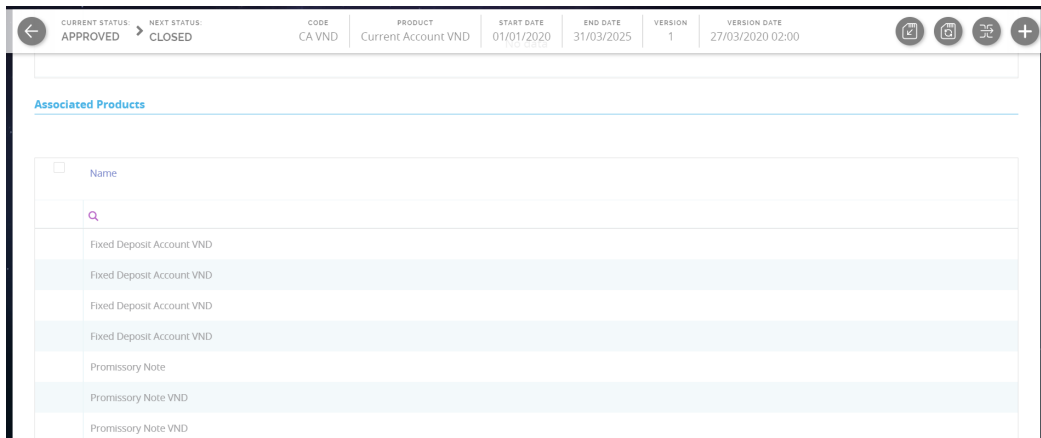 CURRENT STATUS: NEXT STATUS: CODE PRODUCT START DATE END DATE VERSION VERSION DATE
APPROVED CLOSED CA VND Current Account VND 01/01/2020 31/03/2025 1 27/03/2020 02:00
No data
Associated Products
Name
Fixed Deposit Account VND
Fixed Deposit Account VND
Fixed Deposit Account VND
Fixed Deposit Account VND
Promissory Note
Promissory Note VND
Promissory Note VND